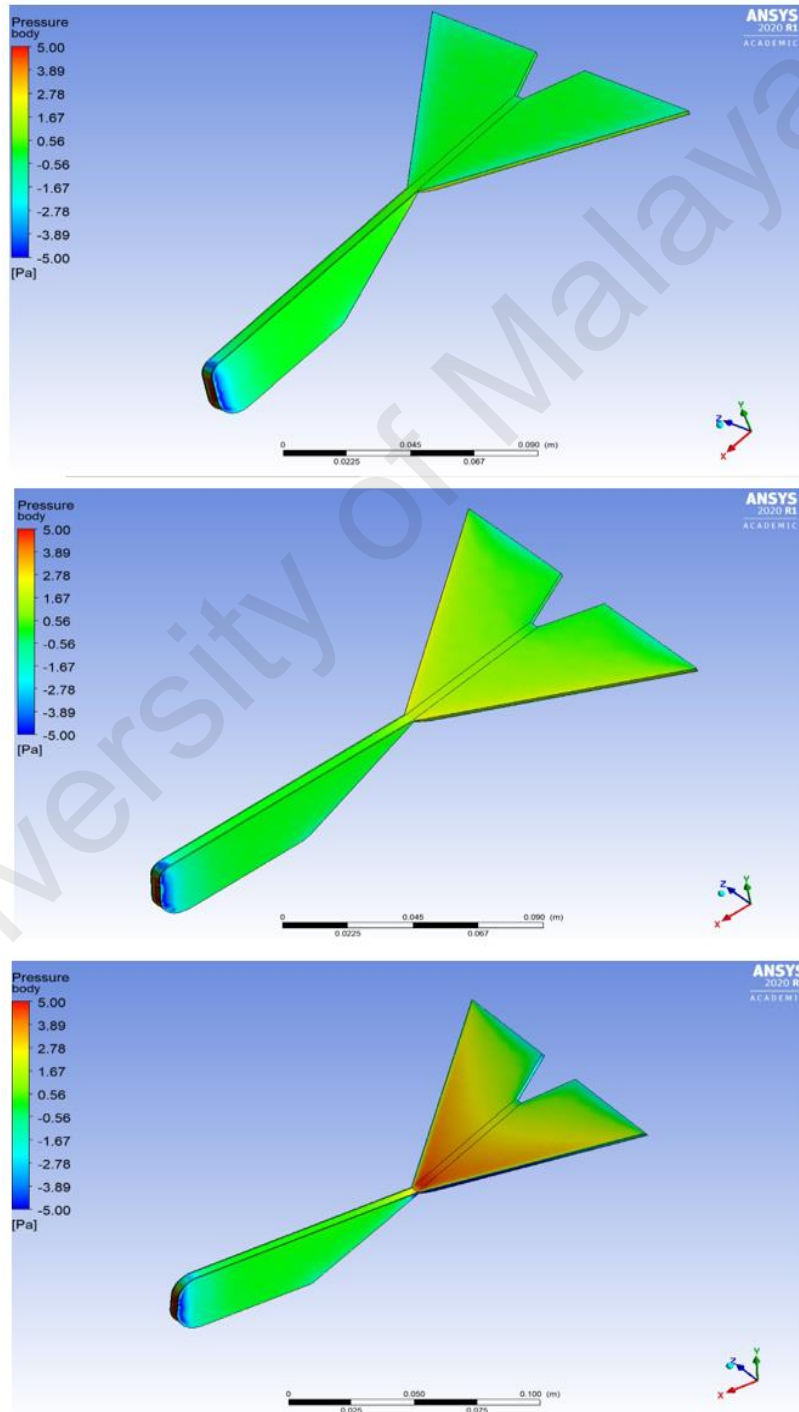 Pressure
body
5.00
3.89
2.78
1.67
0.56
-0.56
-1.67
-2.78
-3.89
-5.00
[Pa]
ANSYS
2020 R1
ACADEMIC
0 0.045 0.090 (m)
0.0225 0.067
Y
Z
X
Pressure
body
5.00
3.89
2.78
1.67
0.56
-0.56
-1.67
-2.78
-3.89
-5.00
[Pa]
ANSYS
2020 R1
ACADEMIC
0 0.045 0.090 (m)
0.0225 0.067
Y
Z
X
Pressure
body
5.00
3.89
2.78
1.67
0.56
-0.56
-1.67
-2.78
-3.89
-5.00
[Pa]
ANSYS
2020 R
ACADEMI
0 0.050 0.100 (m)
0.025 0.075
Y
Z
X
versity of Malaya